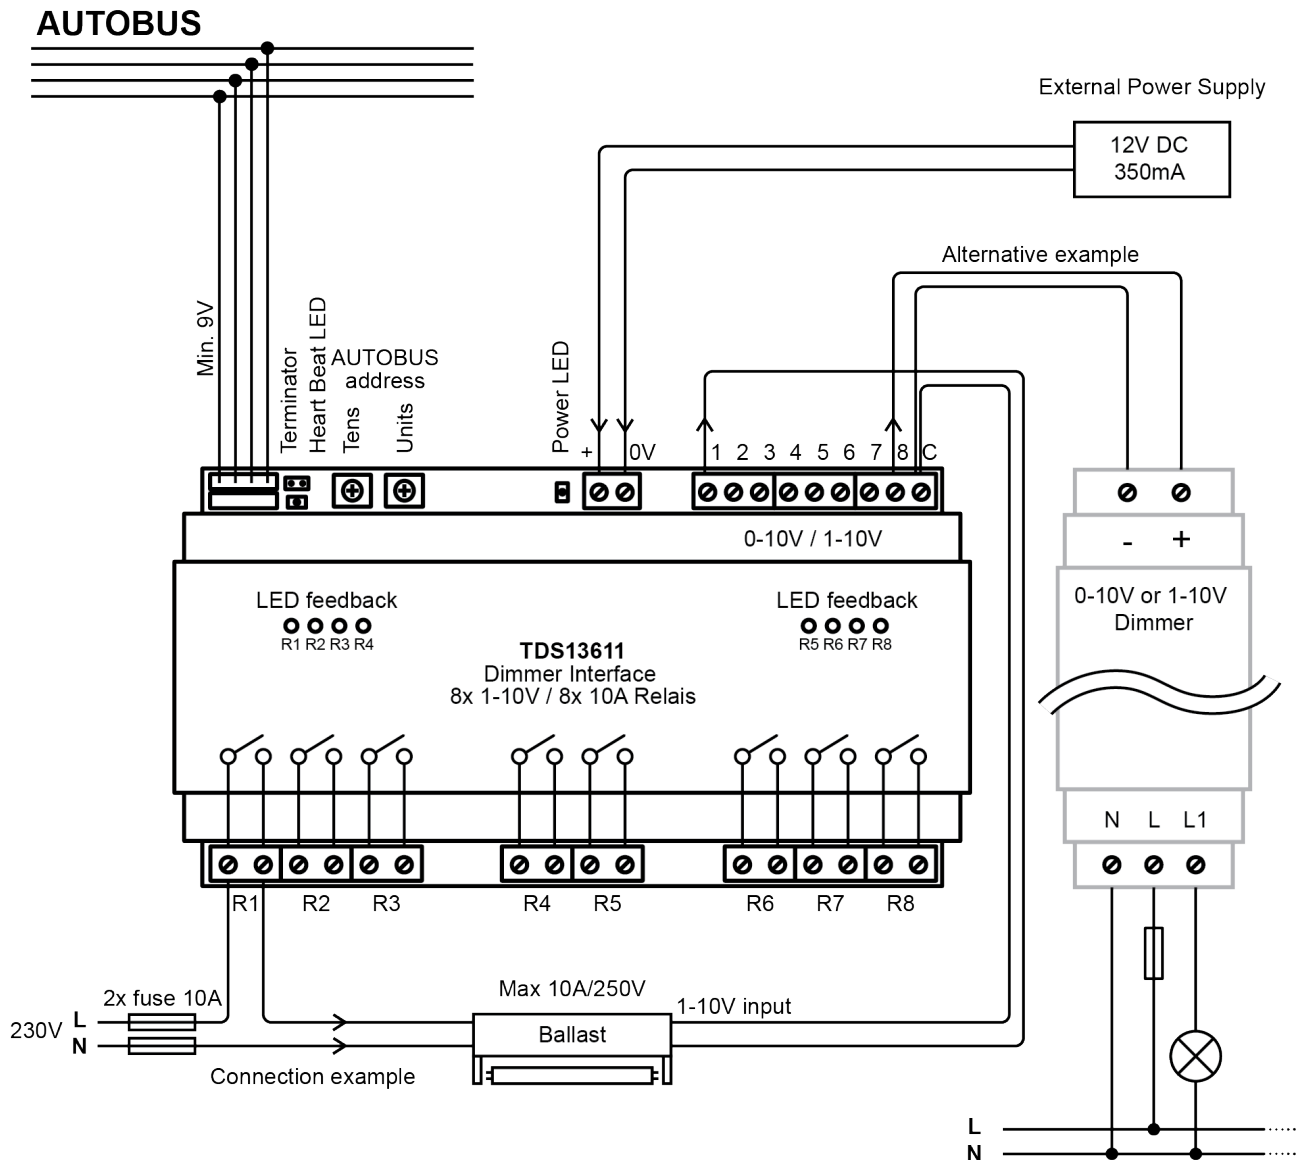 AUTOBUS
External Power Supply
12V DC
350mA
Alternative example
Min. 9V
Terminator
Heart Beat LED
AUTOBUS
address
Tens
Units
Power LED
+ 0V
1 2 3 4 5 6 7 8 C
0-10V / 1-10V
- +
0-10V or 1-10V
Dimmer
LED feedback
R1 R2 R3 R4
LED feedback
R5 R6 R7 R8
TDS13611
Dimmer Interface
8x 1-10V / 8x 10A Relais
N L L1
R1 R2 R3 R4 R5 R6 R7 R8
2x fuse 10A
230V
L
N
Connection example
Max 10A/250V
Ballast
1-10V input
L
N